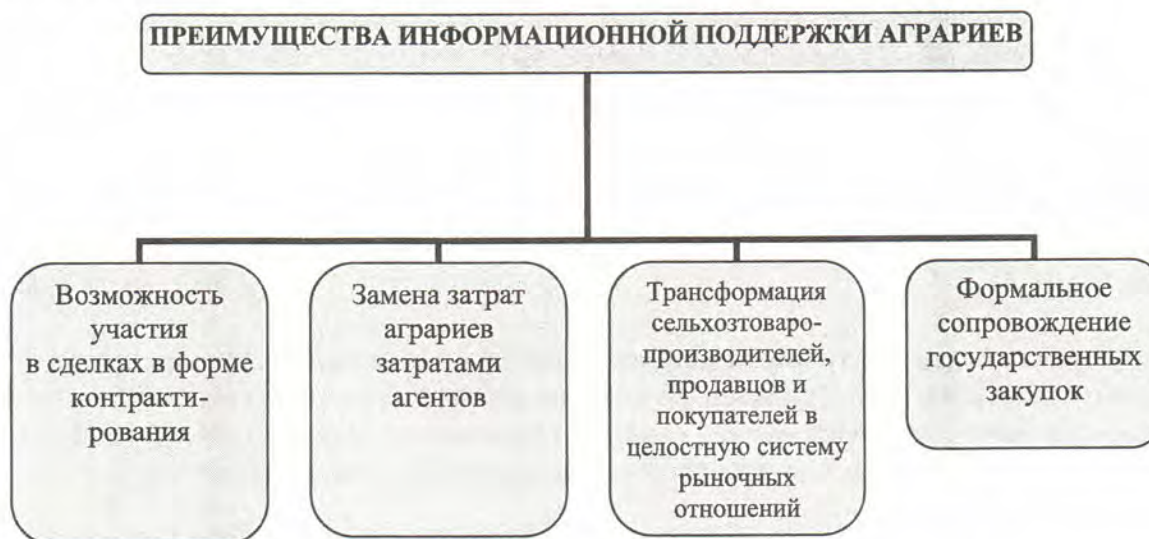 ПРЕИМУЩЕСТВА ИНФОРМАЦИОННОЙ ПОДДЕРЖКИ АГРАРИЕВ
Возможность
участия
в сделках в форме
контракти-
рования
Замена затрат
аграриев
затратами
агентов
Трансформация
сельхозтоваро-
производителей,
продавцов и
покупателей в
целостную систему
рыночных
отношений
Формальное
сопровождение
государственных
закупок